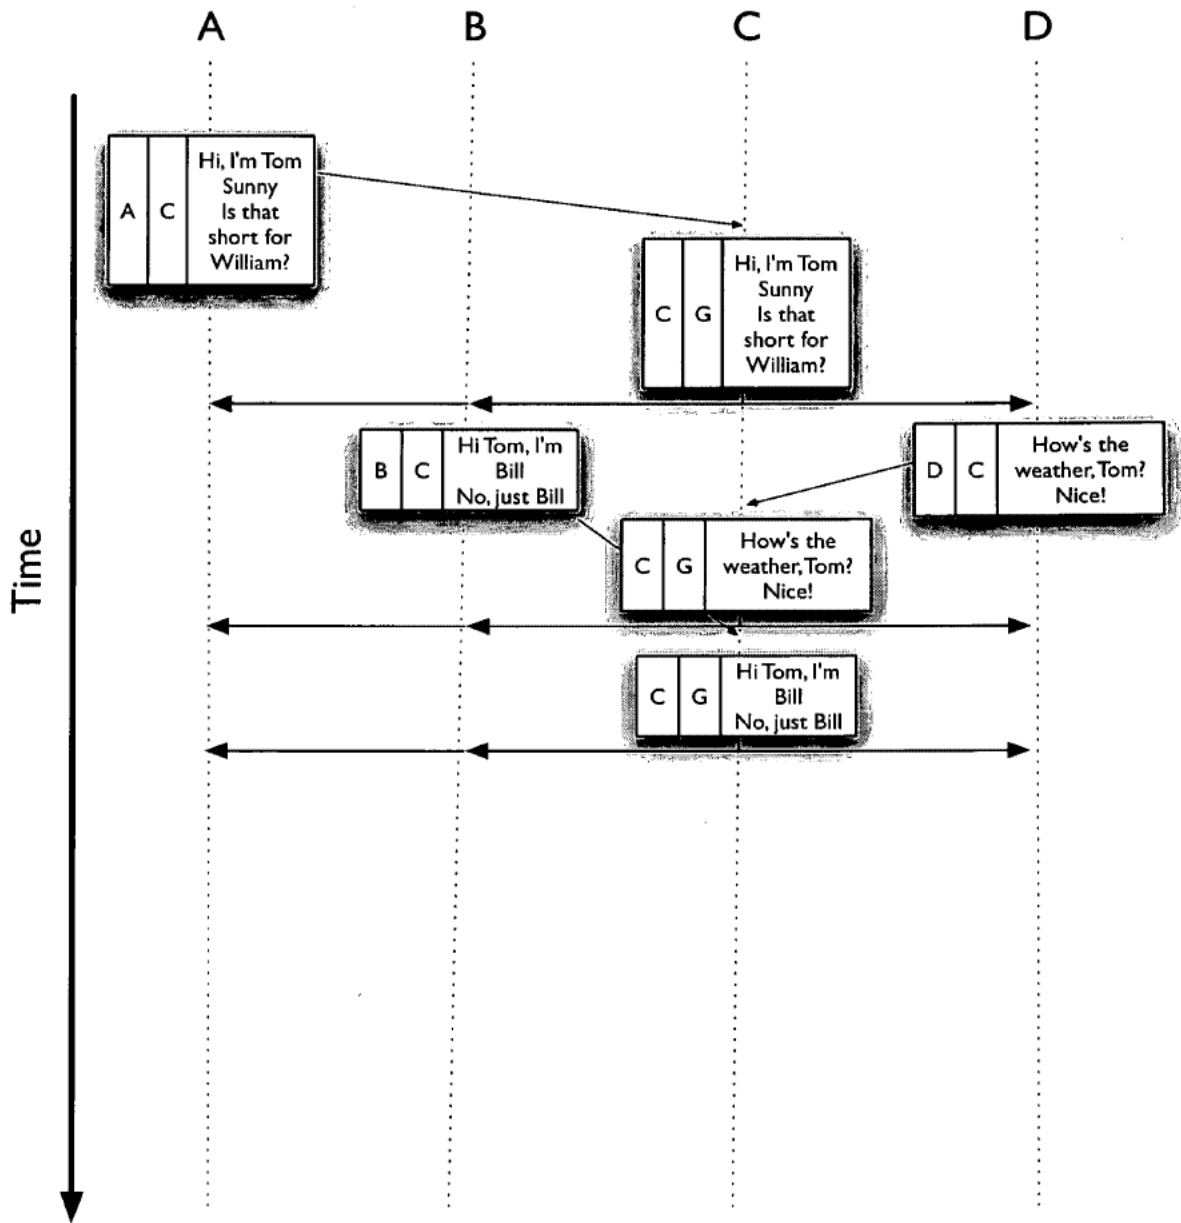 A B C D
A C Hi, I'm Tom
Sunny
Is that
short for
William?
C G Hi, I'm Tom
Sunny
Is that
short for
William?
B C Hi Tom, I'm
Bill
No, just Bill
D C How's the
weather, Tom?
Nice!
C G How's the
weather, Tom?
Nice!
C G Hi Tom, I'm
Bill
No, just Bill
Time